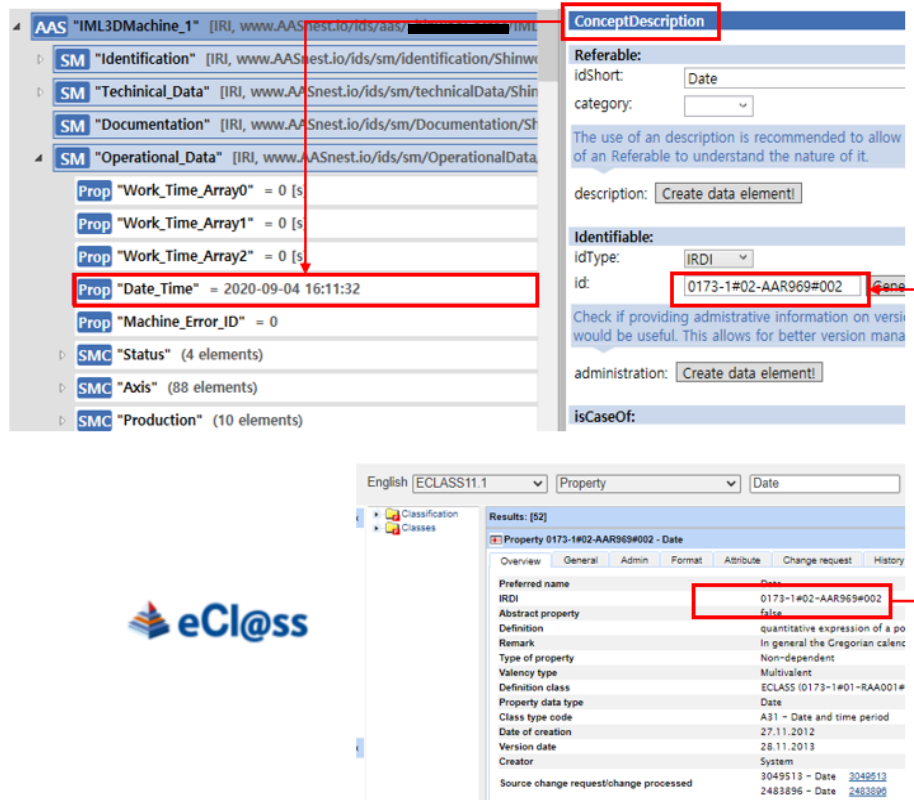 AAS "IML3DMachine_1" [IRI, www.AASnest.io/ids/aas/
SM "Identification" [IRI, www.AASnest.io/ids/sm/identification/Shinwo
SM "Techinical_Data" [IRI, www.AASnest.io/ids/sm/technicalData/Shin
SM "Documentation" [IRI, www.AASnest.io/ids/sm/Documentation/Sh
SM "Operational_Data" [IRI, www.AASnest.io/ids/sm/OperationalData,
Prop "Work_Time_Array0" = 0 [s]
Prop "Work_Time_Array1" = 0 [s]
Prop "Work_Time_Array2" = 0 [s]
Prop "Date_Time" = 2020-09-04 16:11:32
Prop "Machine_Error_ID" = 0
SMC "Status" (4 elements)
SMC "Axis" (88 elements)
SMC "Production" (10 elements)
ConceptDescription
Referable:
idShort: Date
category:
The use of an description is recommended to allow
of an Referable to understand the nature of it.
description: Create data element!
Identifiable:
idType: IRDI
id: 0173-1#02-AAR969#002 Gene
Check if providing admistrative information on versi
would be useful. This allows for better version mana
administration: Create data element!
isCaseOf:
eCl@ss
English ECLASS11.1 Property Date
Classification
Classes
Results: [52]
Property 0173-1#02-AAR969#002 - Date
Overview General Admin Format Attribute Change request History
Preferred name Date
IRDI 0173-1#02-AAR969#002
Abstract property false
Definition quantitative expression of a po
Remark In general the Gregorian calenc
Type of property Non-dependent
Valency type Multivalent
Definition class ECLASS (0173-1#01-RAA001#
Property data type Date
Class type code A31 - Date and time period
Date of creation 27.11.2012
Version date 28.11.2013
Creator System
Source change request/change processed 3049513 - Date 3049513
2483896 - Date 2483896